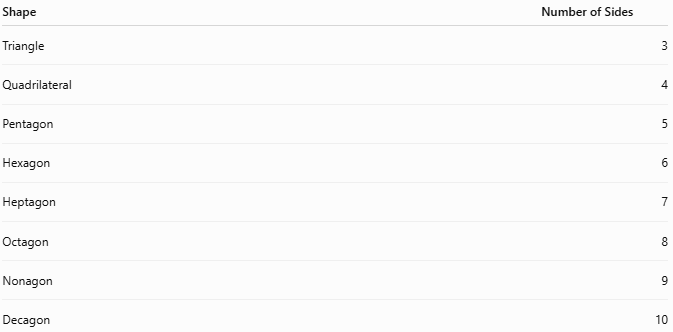 Shape Number of Sides
Triangle 3
Quadrilateral 4
Pentagon 5
Hexagon 6
Heptagon 7
Octagon 8
Nonagon 9
Decagon 10